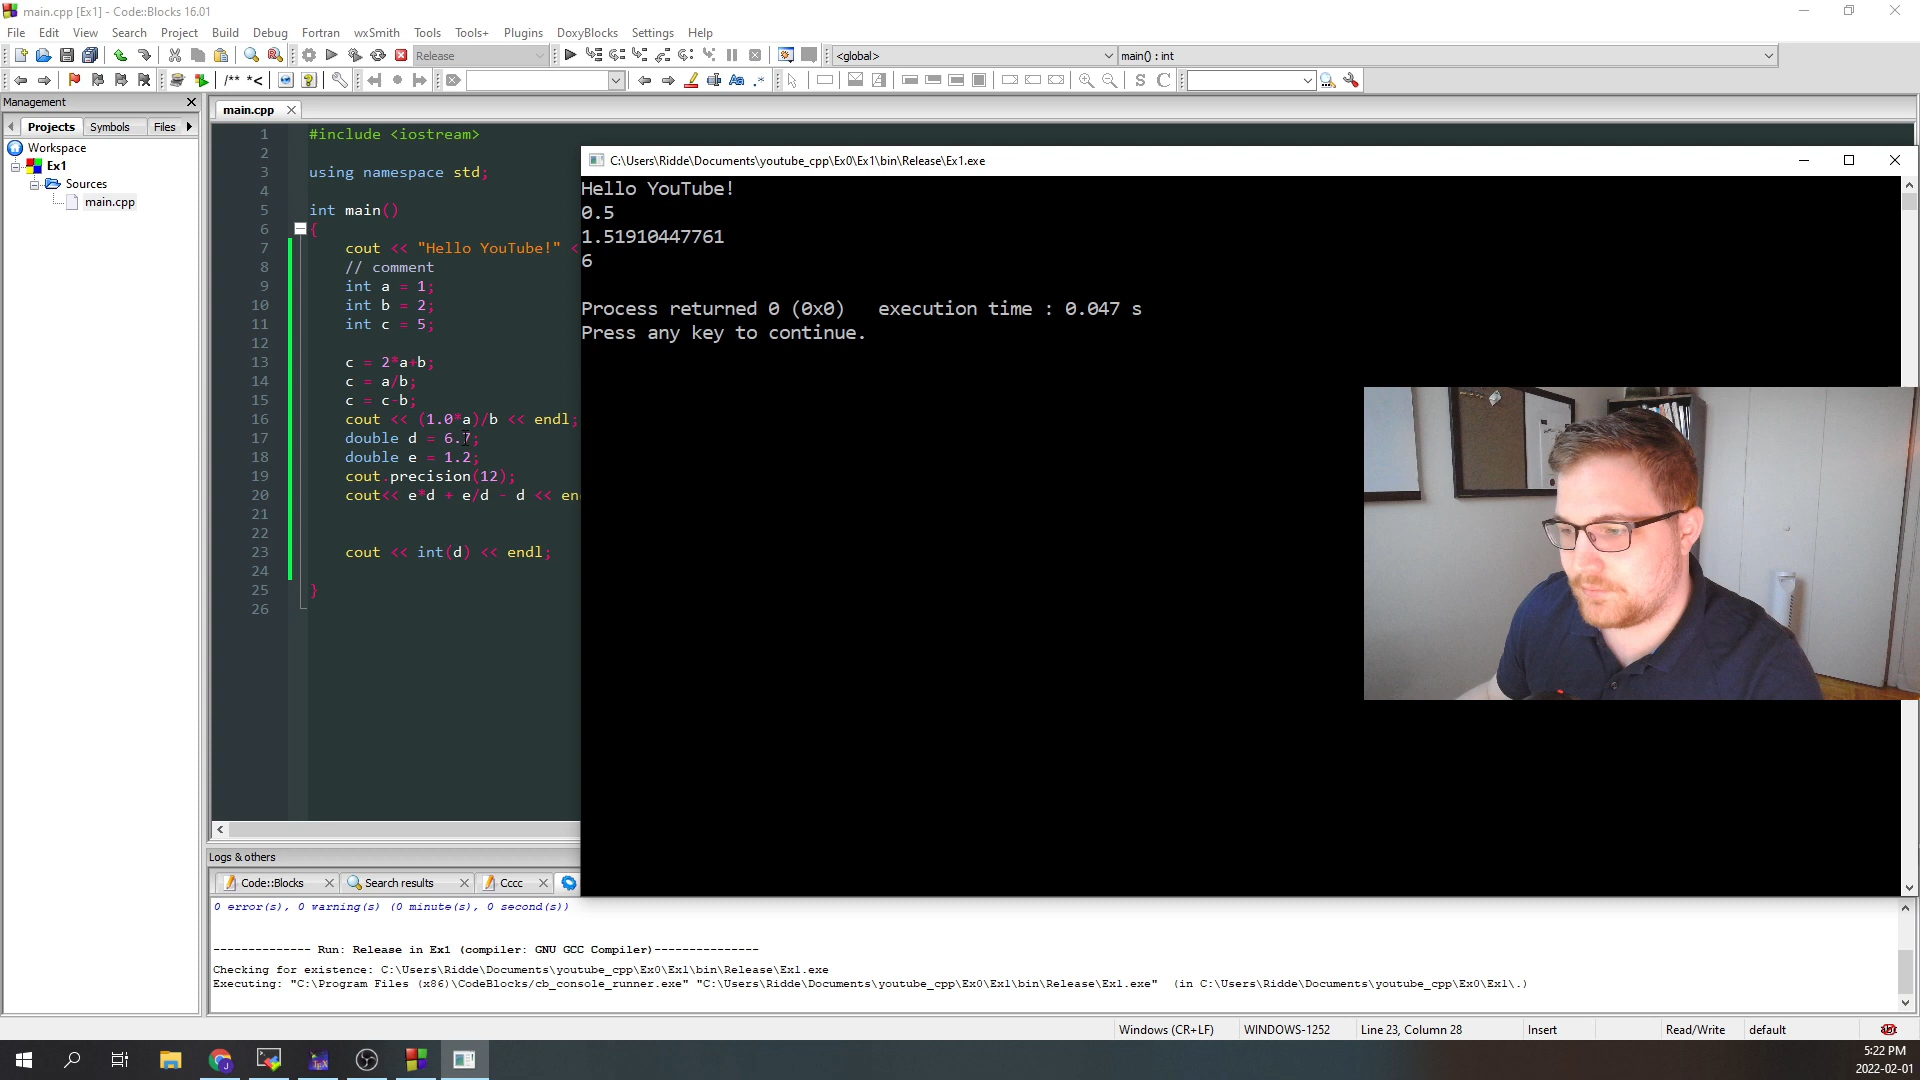 main.cpp [Ex1] - Code::Blocks 16.01
File Edit View Search Project Build Debug Fortran wxSmith Tools Tools+ Plugins DoxyBlocks Settings Help
Release
<global>
main() : int
/** *<
Management
Projects Symbols Files
Workspace
Ex1
Sources
main.cpp
main.cpp
1 #include <iostream>
2
3 using namespace std;
4
5 int main()
6 {
7 cout << "Hello YouTube!" <
8 // comment
9 int a = 1;
10 int b = 2;
11 int c = 5;
12
13 c = 2*a+b;
14 c = a/b;
15 c = c-b;
16 cout << (1.0*a)/b << endl;
17 double d = 6.7;
18 double e = 1.2;
19 cout.precision(12);
20 cout<< e*d + e/d - d << en
21
22
23 cout << int(d) << endl;
24
25 }
26
C:\Users\Ridde\Documents\youtube_cpp\Ex0\Ex1\bin\Release\Ex1.exe
Hello YouTube!
0.5
1.51910447761
6
Process returned 0 (0x0)   execution time : 0.047 s
Press any key to continue.
Logs & others
Code::Blocks
Search results
Cccc
0 error(s), 0 warning(s) (0 minute(s), 0 second(s))
-------------- Run: Release in Ex1 (compiler: GNU GCC Compiler)---------------
Checking for existence: C:\Users\Ridde\Documents\youtube_cpp\Ex0\Ex1\bin\Release\Ex1.exe
Executing: "C:\Program Files (x86)\CodeBlocks/cb_console_runner.exe" "C:\Users\Ridde\Documents\youtube_cpp\Ex0\Ex1\bin\Release\Ex1.exe"  (in C:\Users\Ridde\Documents\youtube_cpp\Ex0\Ex1\.)
Windows (CR+LF) WINDOWS-1252 Line 23, Column 28 Insert Read/Write default
5:22 PM
2022-02-01